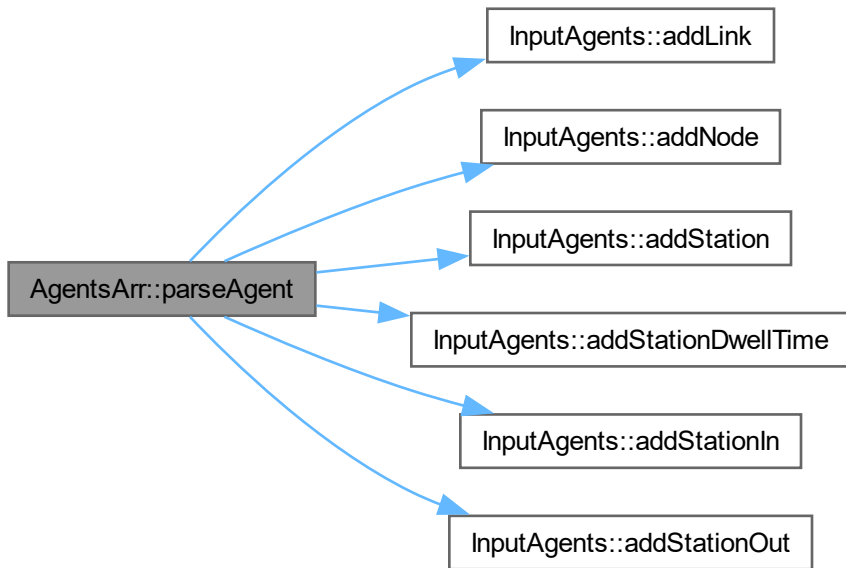 InputAgents::addLink
InputAgents::addNode
InputAgents::addStation
AgentsArr::parseAgent
InputAgents::addStationDwellTime
InputAgents::addStationIn
InputAgents::addStationOut